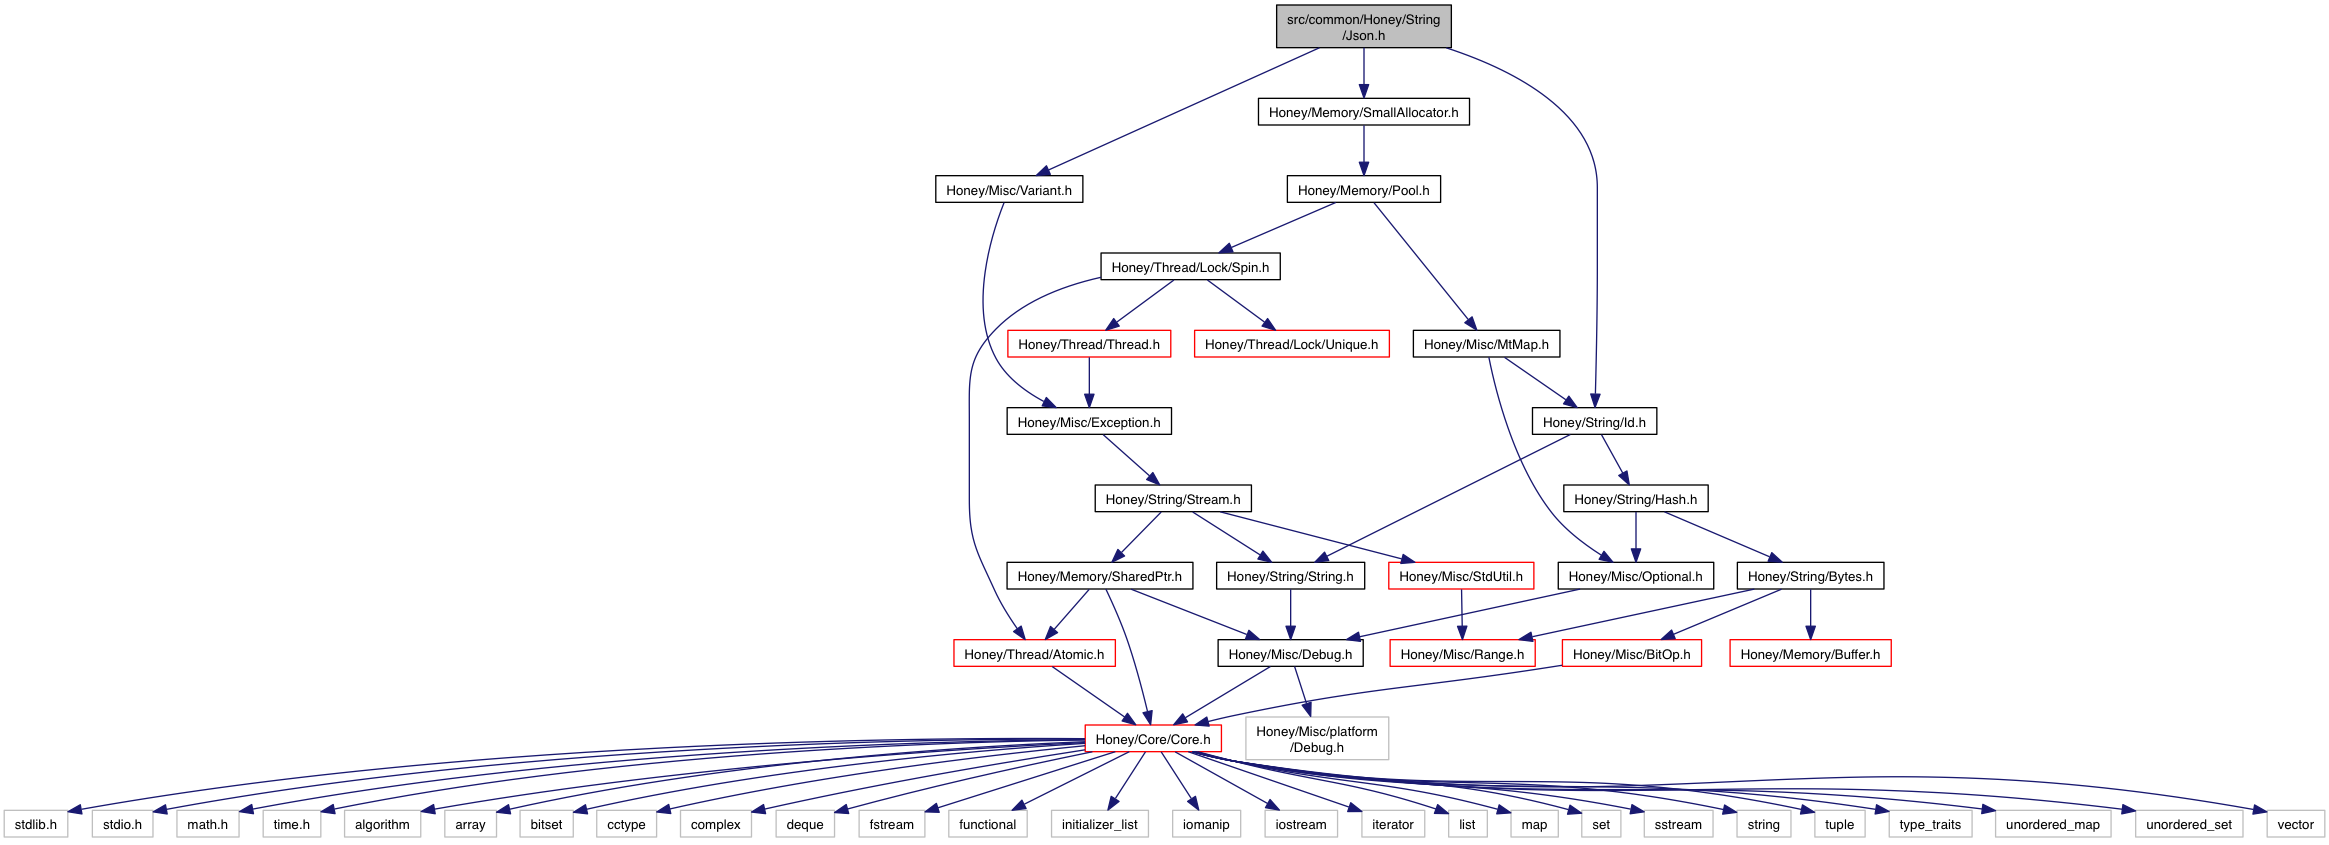 src/common/Honey/String
/Json.h
Honey/Memory/SmallAllocator.h
Honey/Misc/Variant.h
Honey/Memory/Pool.h
Honey/Thread/Lock/Spin.h
Honey/Thread/Thread.h
Honey/Thread/Lock/Unique.h
Honey/Misc/MtMap.h
Honey/Misc/Exception.h
Honey/String/Id.h
Honey/String/Stream.h
Honey/String/Hash.h
Honey/Memory/SharedPtr.h
Honey/String/String.h
Honey/Misc/StdUtil.h
Honey/Misc/Optional.h
Honey/String/Bytes.h
Honey/Thread/Atomic.h
Honey/Misc/Debug.h
Honey/Misc/Range.h
Honey/Misc/BitOp.h
Honey/Memory/Buffer.h
Honey/Core/Core.h
Honey/Misc/platform
/Debug.h
stdlib.h
stdio.h
math.h
time.h
algorithm
array
bitset
cctype
complex
deque
fstream
functional
initializer_list
iomanip
iostream
iterator
list
map
set
sstream
string
tuple
type_traits
unordered_map
unordered_set
vector